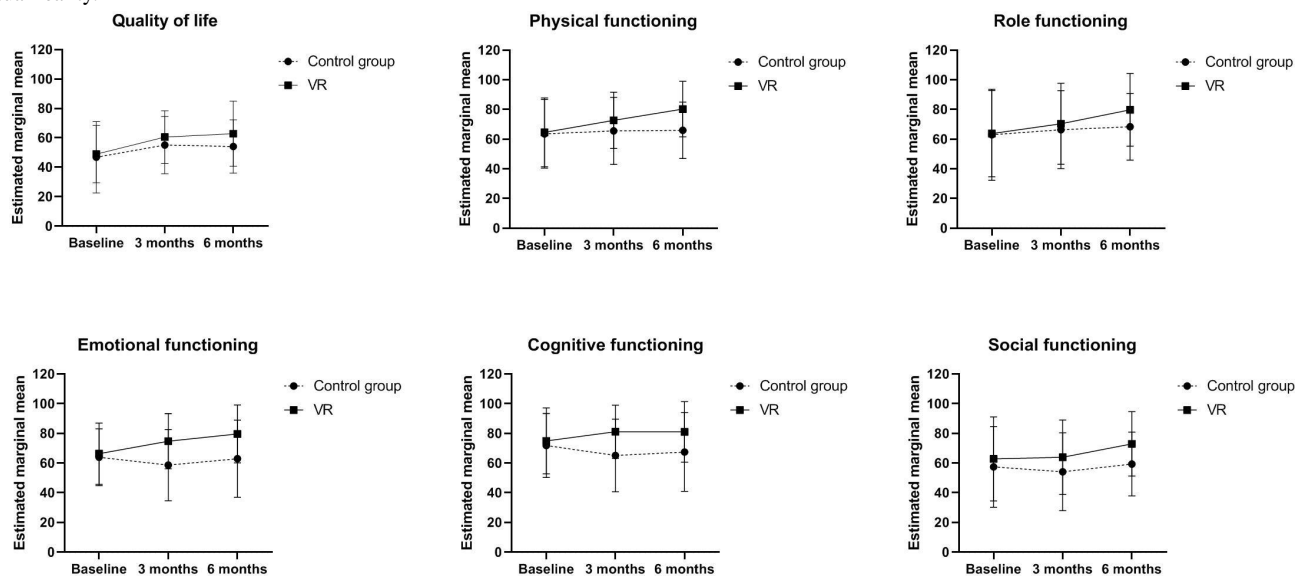 Quality of life
Estimated marginal mean
120
100
80
60
40
20
0
Baseline 3 months 6 months
Control group
VR
Physical functioning
Estimated marginal mean
120
100
80
60
40
20
0
Baseline 3 months 6 months
Control group
VR
Role functioning
Estimated marginal mean
120
100
80
60
40
20
0
Baseline 3 months 6 months
Control group
VR
Emotional functioning
Estimated marginal mean
120
100
80
60
40
20
0
Baseline 3 months 6 months
Control group
VR
Cognitive functioning
Estimated marginal mean
120
100
80
60
40
20
0
Baseline 3 months 6 months
Control group
VR
Social functioning
Estimated marginal mean
120
100
80
60
40
20
0
Baseline 3 months 6 months
Control group
VR